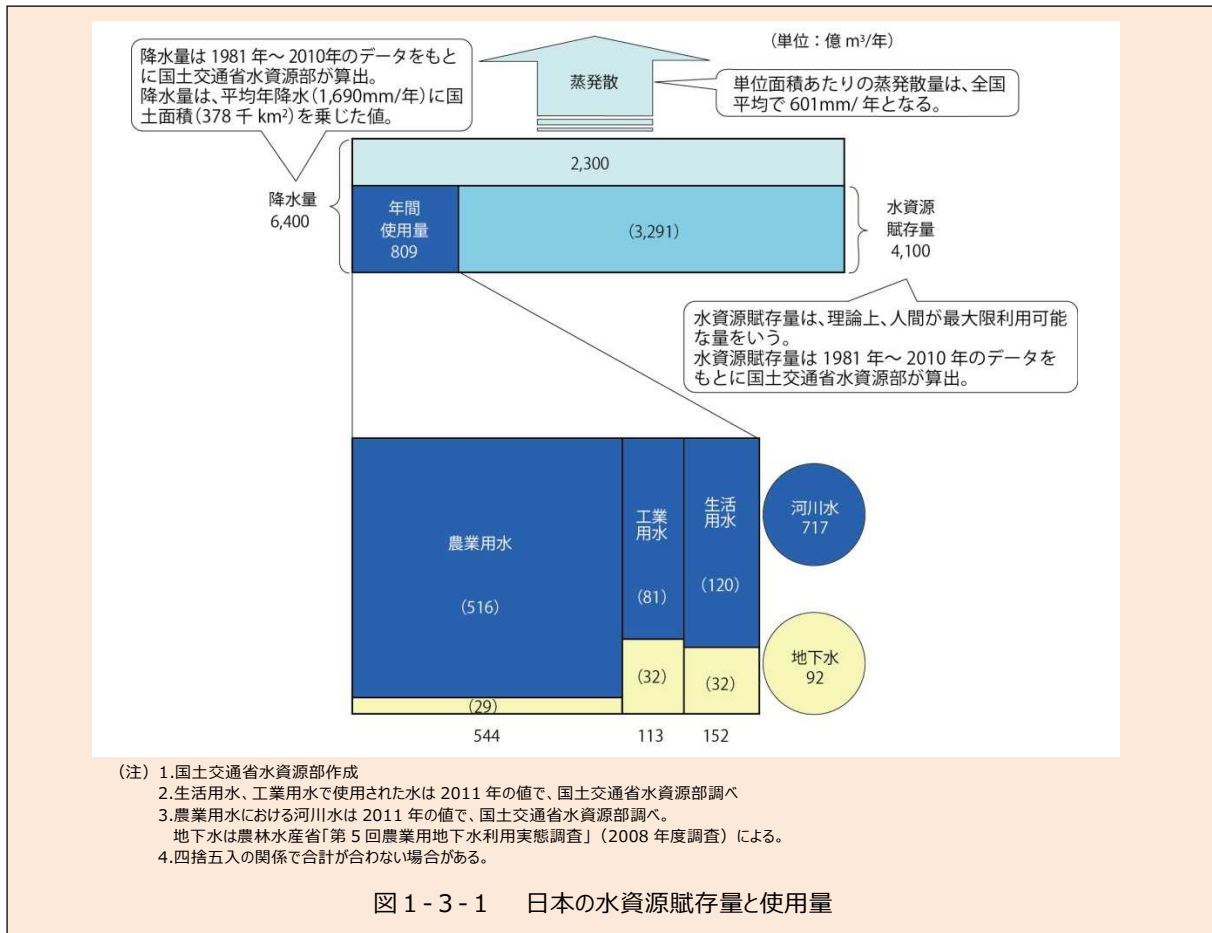 降水量は 1981 年～ 2010年のデータをもと
に国土交通省水資源部が算出。
降水量は、平均年降水(1,690mm/年)に国
土面積(378 千 km²)を乗じた値。
(単位：億 m³/年)
蒸発散
単位面積あたりの蒸発散量は、全国
平均で 601mm/ 年となる。
2,300
降水量
6,400
年間
使用量
809
(3,291)
水資源
賦存量
4,100
水資源賦存量は、理論上、人間が最大限利用可能
な量をいう。
水資源賦存量は 1981 年～ 2010 年のデータを
もとに国土交通省水資源部が算出。
農業用水
(516)
工業
用水
(81)
生活
用水
(120)
河川水
717
(29)
(32)
(32)
地下水
92
544
113
152
（注）1.国土交通省水資源部作成
2.生活用水、工業用水で使用された水は 2011 年の値で、国土交通省水資源部調べ
3.農業用水における河川水は 2011 年の値で、国土交通省水資源部調べ。
地下水は農林水産省「第 5 回農業用地下水利用実態調査」（2008 年度調査）による。
4.四捨五入の関係で合計が合わない場合がある。
図 1 - 3 - 1 日本の水資源賦存量と使用量